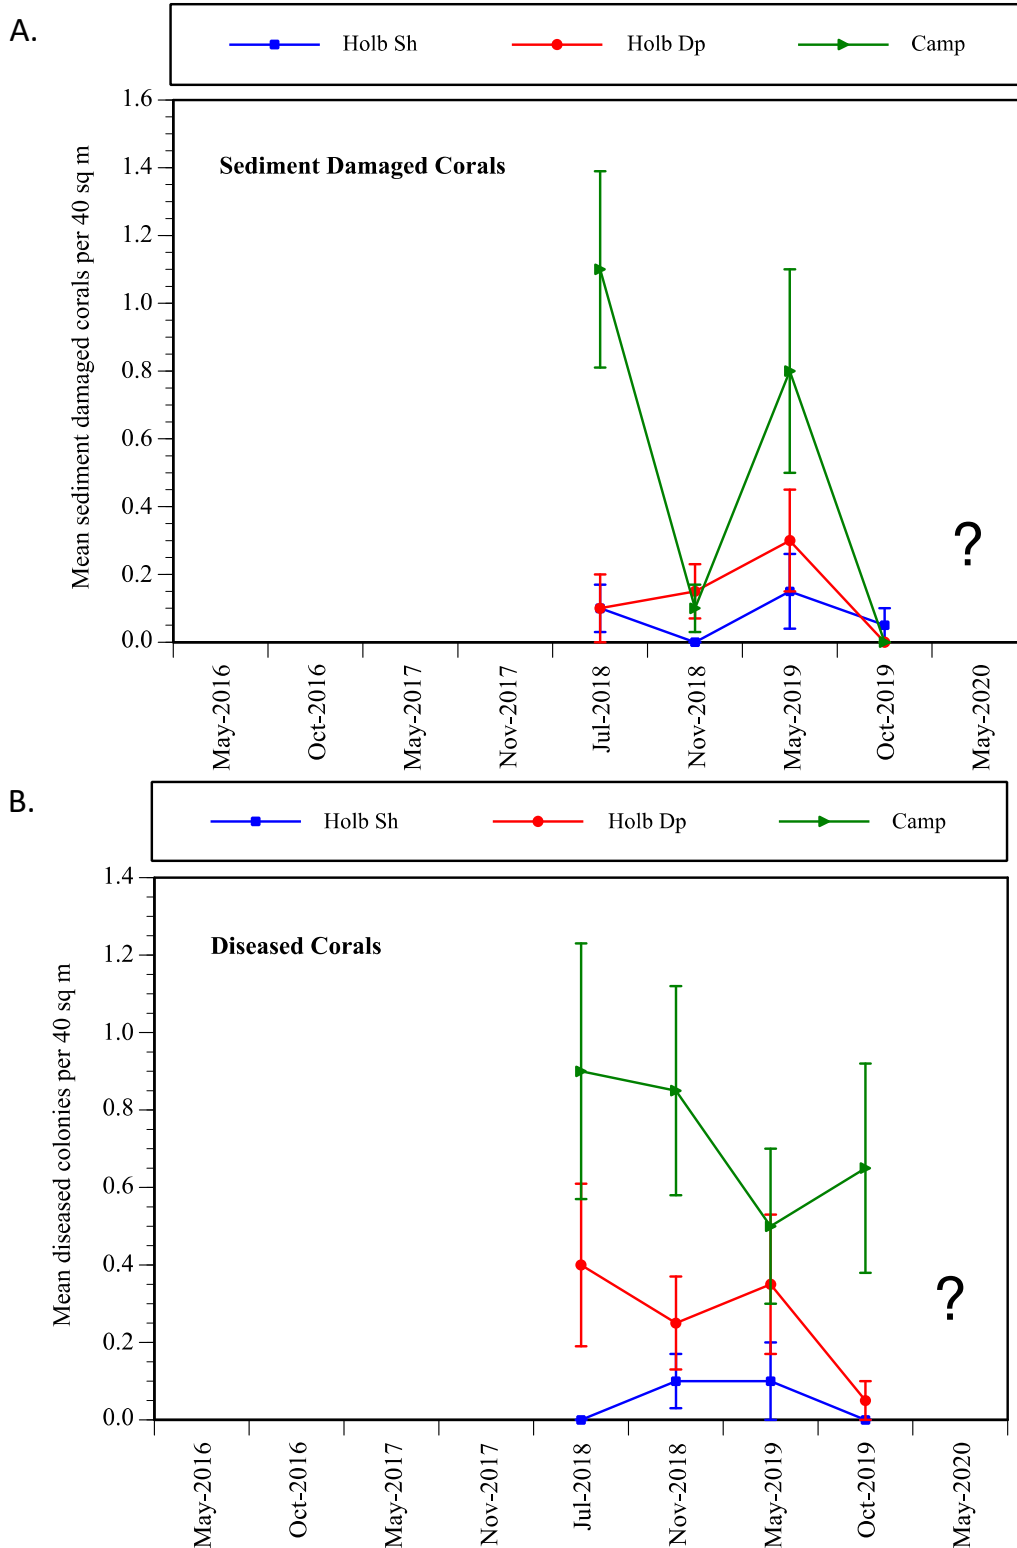 A.
Holb Sh Holb Dp Camp
Sediment Damaged Corals
Mean sediment damaged corals per 40 sq m
1.6
1.4
1.2
1.0
0.8
0.6
0.4
0.2
0.0
?
May-2016 Oct-2016 May-2017 Nov-2017 Jul-2018 Nov-2018 May-2019 Oct-2019 May-2020
B.
Holb Sh Holb Dp Camp
Diseased Corals
Mean diseased colonies per 40 sq m
1.4
1.2
1.0
0.8
0.6
0.4
0.2
0.0
?
May-2016 Oct-2016 May-2017 Nov-2017 Jul-2018 Nov-2018 May-2019 Oct-2019 May-2020